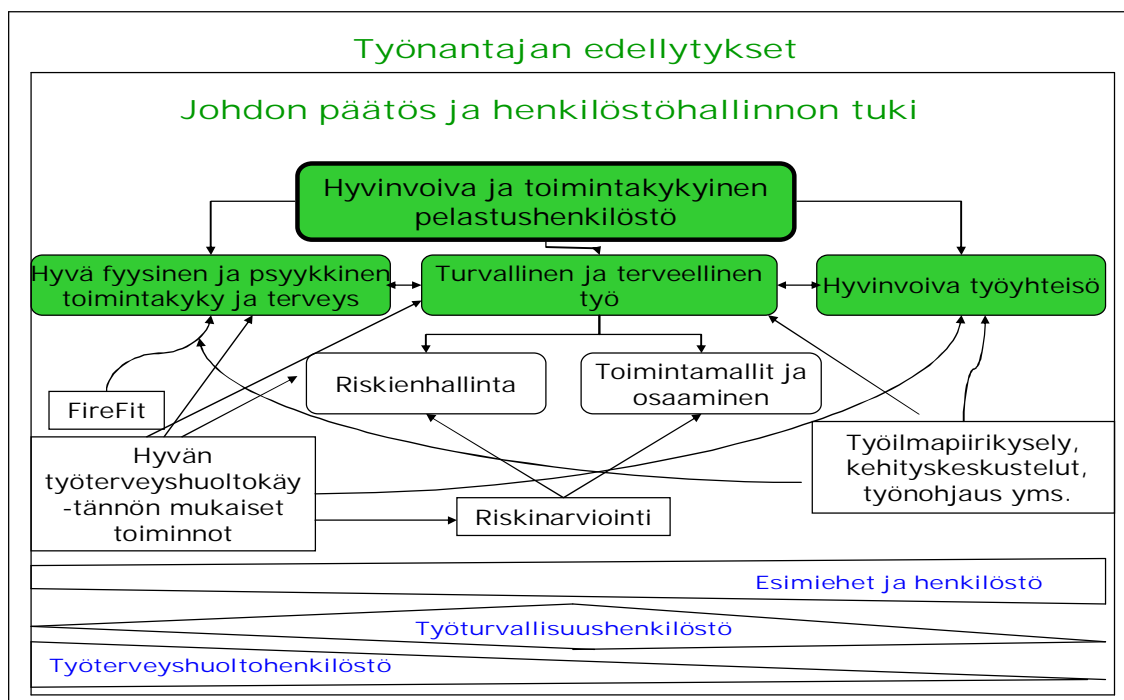 Työnantajan edellytykset
Johdon päätös ja henkilöstöhallinnon tuki
Hyvinvoiva ja toimintakykyinen
pelastushenkilöstö
Hyvä fyysinen ja psyykkinen
toimintakyky ja terveys
Turvallinen ja terveellinen
työ
Hyvinvoiva työyhteisö
Riskienhallinta
Toimintamallit ja
osaaminen
FireFit
Hyvän
työterveyshuoltokäy
-tännön mukaiset
toiminnot
Riskinarviointi
Työilmapiirikysely,
kehityskeskustelut,
työnohjaus yms.
Esimiehet ja henkilöstö
Työturvallisuushenkilöstö
Työterveyshuoltohenkilöstö